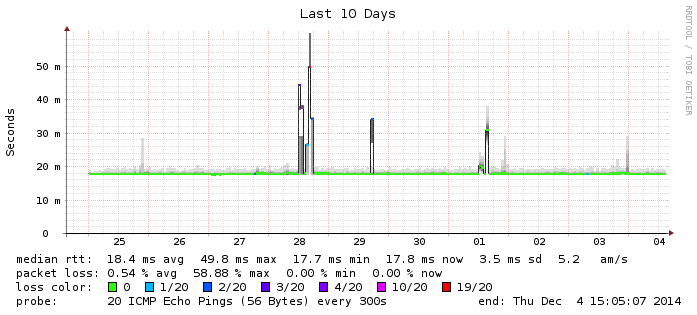 Last 10 Days
RRDTOOL / TOBI OETIKER
Seconds
50 m
40 m
30 m
20 m
10 m
0
25 26 27 28 29 30 01 02 03 04
median rtt: 18.4 ms avg 49.8 ms max 17.7 ms min 17.8 ms now 3.5 ms sd 5.2 am/s
packet loss: 0.54 % avg 58.88 % max 0.00 % min 0.00 % now
loss color: 0 1/20 2/20 3/20 4/20 10/20 19/20
probe: 20 ICMP Echo Pings (56 Bytes) every 300s end: Thu Dec 4 15:05:07 2014